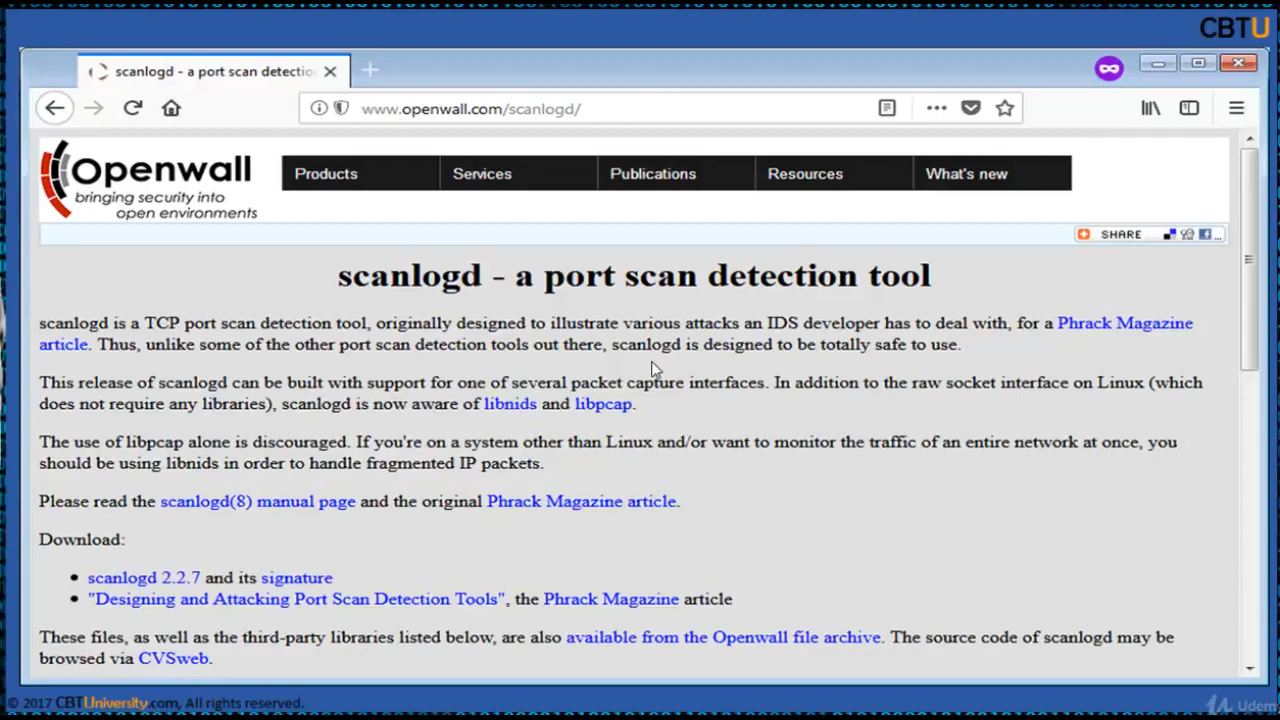 CBTU
scanlogd - a port scan detectio
www.openwall.com/scanlogd/
Openwall
bringing security into
open environments
Products
Services
Publications
Resources
What's new
SHARE
scanlogd - a port scan detection tool
scanlogd is a TCP port scan detection tool, originally designed to illustrate various attacks an IDS developer has to deal with, for a Phrack Magazine
article. Thus, unlike some of the other port scan detection tools out there, scanlogd is designed to be totally safe to use.
This release of scanlogd can be built with support for one of several packet capture interfaces. In addition to the raw socket interface on Linux (which
does not require any libraries), scanlogd is now aware of libnids and libpcap.
The use of libpcap alone is discouraged. If you're on a system other than Linux and/or want to monitor the traffic of an entire network at once, you
should be using libnids in order to handle fragmented IP packets.
Please read the scanlogd(8) manual page and the original Phrack Magazine article.
Download:
• scanlogd 2.2.7 and its signature
• "Designing and Attacking Port Scan Detection Tools", the Phrack Magazine article
These files, as well as the third-party libraries listed below, are also available from the Openwall file archive. The source code of scanlogd may be
browsed via CVSweb.
© 2017 CBTUniversity.com, All rights reserved.
Udem